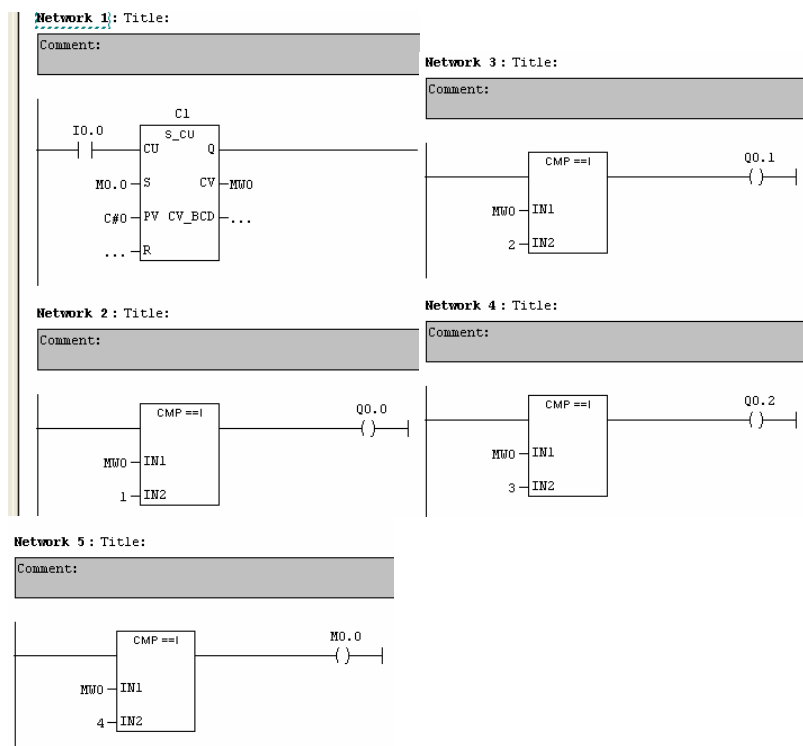 Network 1: Title:
Comment:
C1
I0.0
S_CU
CU Q
M0.0 S CV MW0
C#0 PV CV_BCD ...
... R
Network 2: Title:
Comment:
CMP ==I
Q0.0
MW0 IN1
1 IN2
Network 3: Title:
Comment:
CMP ==I
Q0.1
MW0 IN1
2 IN2
Network 4: Title:
Comment:
CMP ==I
Q0.2
MW0 IN1
3 IN2
Network 5: Title:
Comment:
CMP ==I
M0.0
MW0 IN1
4 IN2